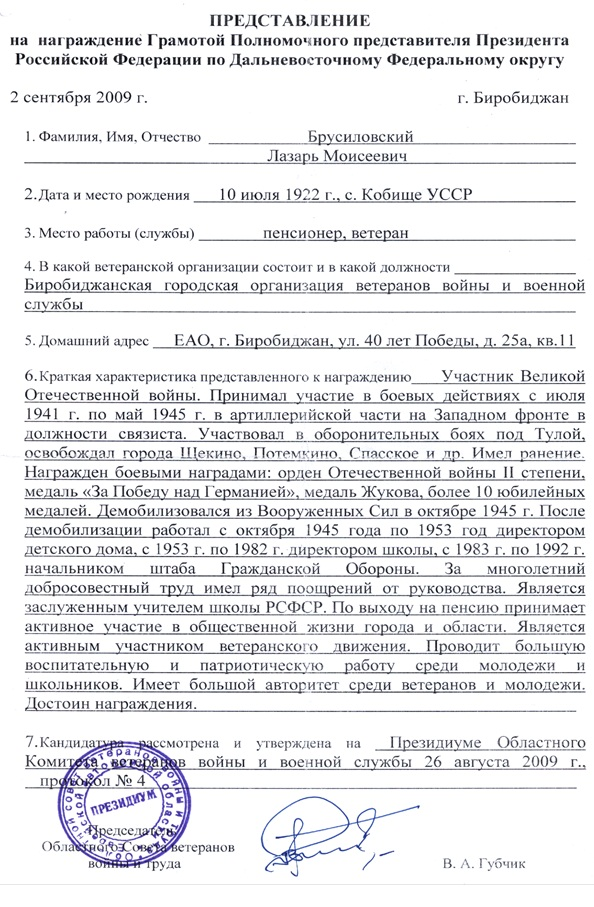 ПРЕДСТАВЛЕНИЕ
на награждение Грамотой Полномочного представителя Президента
Российской Федерации по Дальневосточному Федеральному округу
2 сентября 2009 г. г. Биробиджан
1. Фамилия, Имя, Отчество Брусиловский
Лазарь Моисеевич
2.Дата и место рождения 10 июля 1922 г., с. Кобище УССР
3. Место работы (службы) пенсионер, ветеран
4. В какой ветеранской организации состоит и в какой должности
Биробиджанская городская организация ветеранов войны и военной
службы
5. Домашний адрес ЕАО, г. Биробиджан, ул. 40 лет Победы, д. 25а, кв.11
6.Краткая характеристика представленного к награждению Участник Великой
Отечественной войны. Принимал участие в боевых действиях с июля
1941 г. по май 1945 г. в артиллерийской части на Западном фронте в
должности связиста. Участвовал в оборонительных боях под Тулой,
освобождал города Щекино, Потемкино, Спасское и др. Имел ранение.
Награжден боевыми наградами: орден Отечественной войны II степени,
медаль «За Победу над Германией», медаль Жукова, более 10 юбилейных
медалей. Демобилизовался из Вооруженных Сил в октябре 1945 г. После
демобилизации работал с октября 1945 года по 1953 год директором
детского дома, с 1953 г. по 1982 г. директором школы, с 1983 г. по 1992 г.
начальником штаба Гражданской Обороны. За многолетний
добросовестный труд имел ряд поощрений от руководства. Является
заслуженным учителем школы РСФСР. По выходу на пенсию принимает
активное участие в общественной жизни города и области. Является
активным участником ветеранского движения. Проводит большую
воспитательную и патриотическую работу среди молодежи и
школьников. Имеет большой авторитет среди ветеранов и молодежи.
Достоин награждения.
7.Кандидатура рассмотрена и утверждена на Президиуме Областного
Комитета ветеранов войны и военной службы 26 августа 2009 г.,
протокол № 4
ПРЕЗИДИУМ
Председатель
Областного Совета ветеранов
войны и труда В. А. Губчик